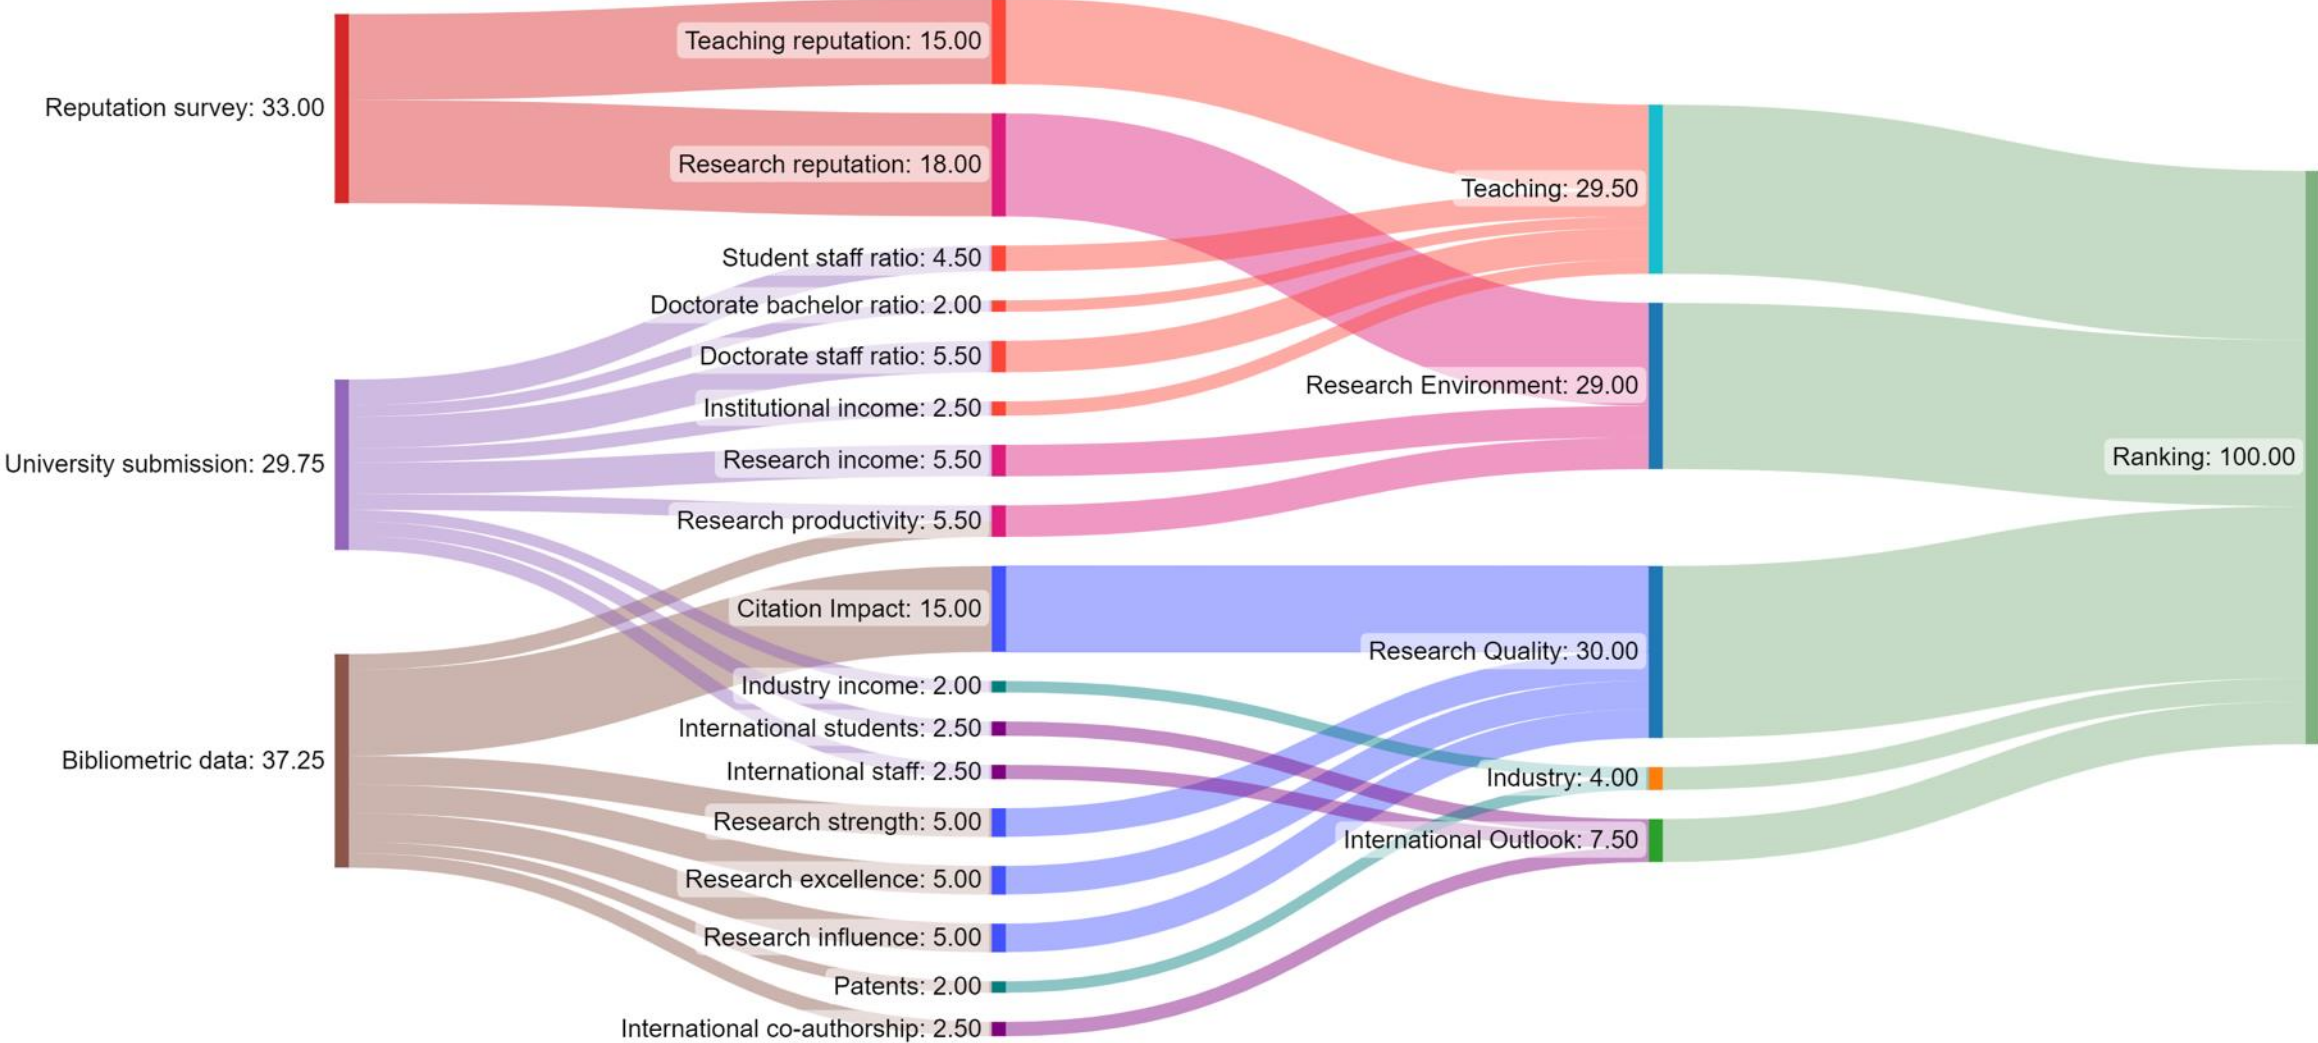 Reputation survey: 33.00
University submission: 29.75
Bibliometric data: 37.25
Teaching reputation: 15.00
Research reputation: 18.00
Student staff ratio: 4.50
Doctorate bachelor ratio: 2.00
Doctorate staff ratio: 5.50
Institutional income: 2.50
Research income: 5.50
Research productivity: 5.50
Citation Impact: 15.00
Industry income: 2.00
International students: 2.50
International staff: 2.50
Research strength: 5.00
Research excellence: 5.00
Research influence: 5.00
Patents: 2.00
International co-authorship: 2.50
Teaching: 29.50
Research Environment: 29.00
Research Quality: 30.00
Industry: 4.00
International Outlook: 7.50
Ranking: 100.00